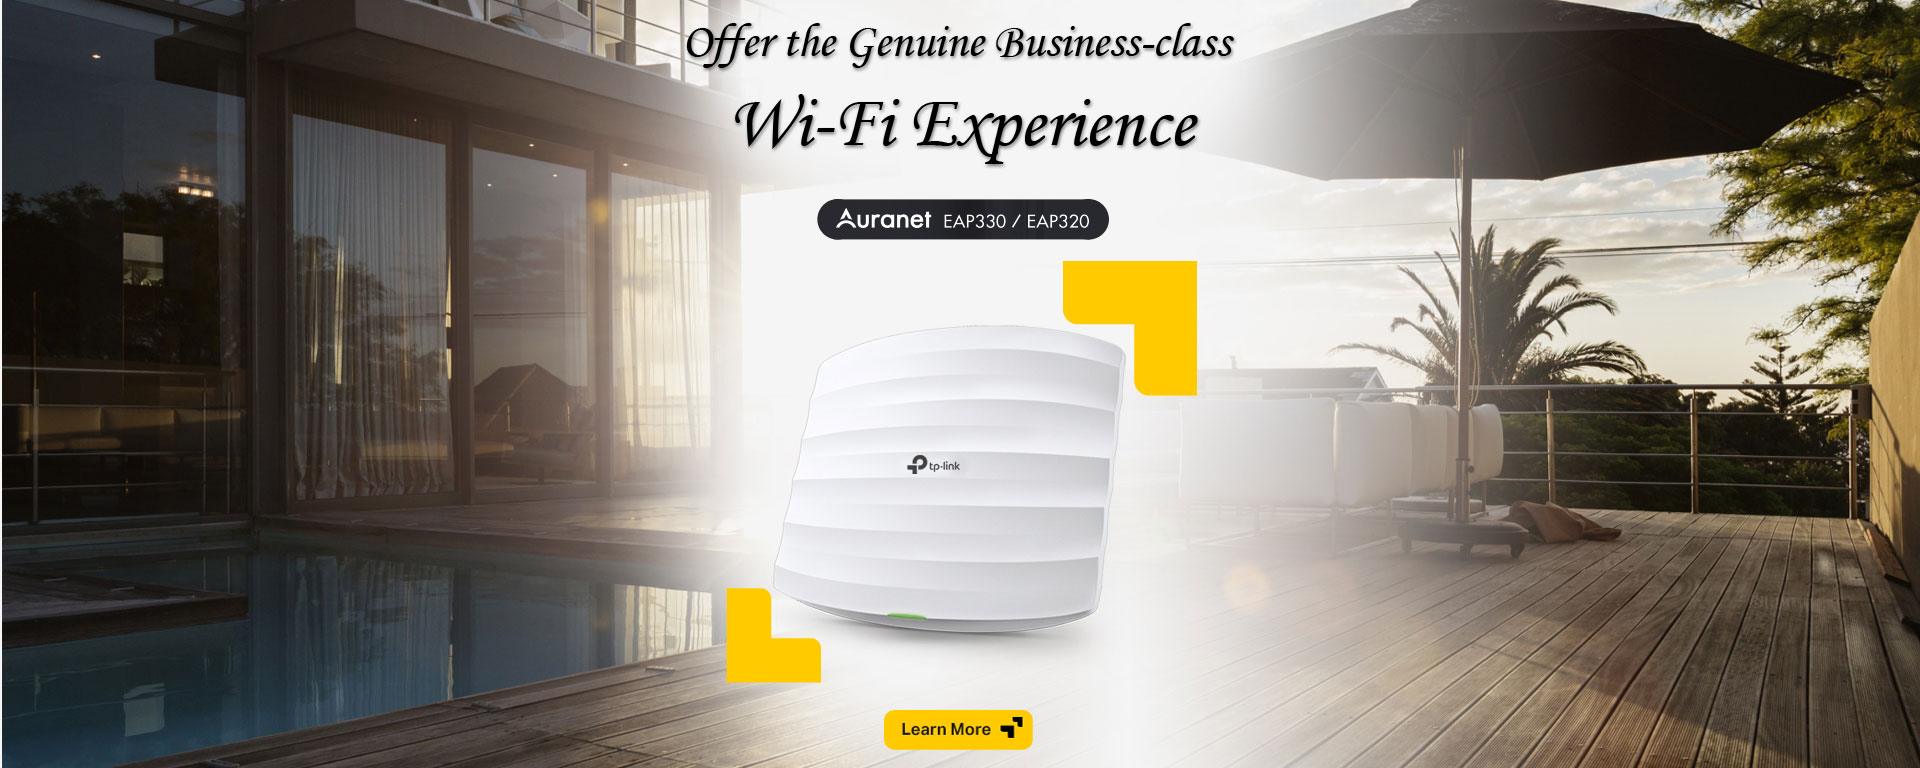 Offer the Genuine Business-class
Wi-Fi Experience
Auranet EAP330 / EAP320
tp-link
Learn More